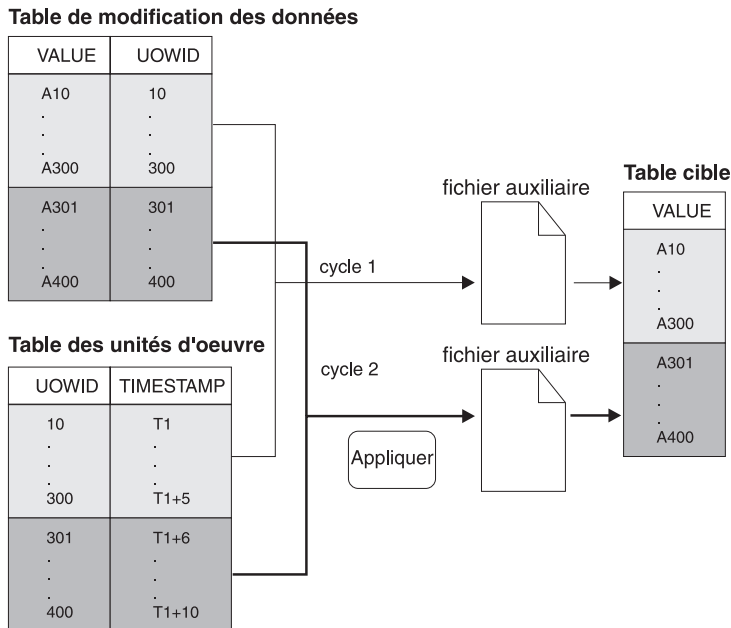 Table de modification des données
VALUE UOWID
A10 10
. .
. .
. .
A300 300
A301 301
. .
. .
. .
A400 400
Table des unités d'oeuvre
UOWID TIMESTAMP
10 T1
. .
. .
. .
300 T1+5
301 T1+6
. .
. .
. .
400 T1+10
cycle 1
cycle 2
Appliquer
fichier auxiliaire
fichier auxiliaire
Table cible
VALUE
A10
.
.
.
A300
A301
.
.
.
A400